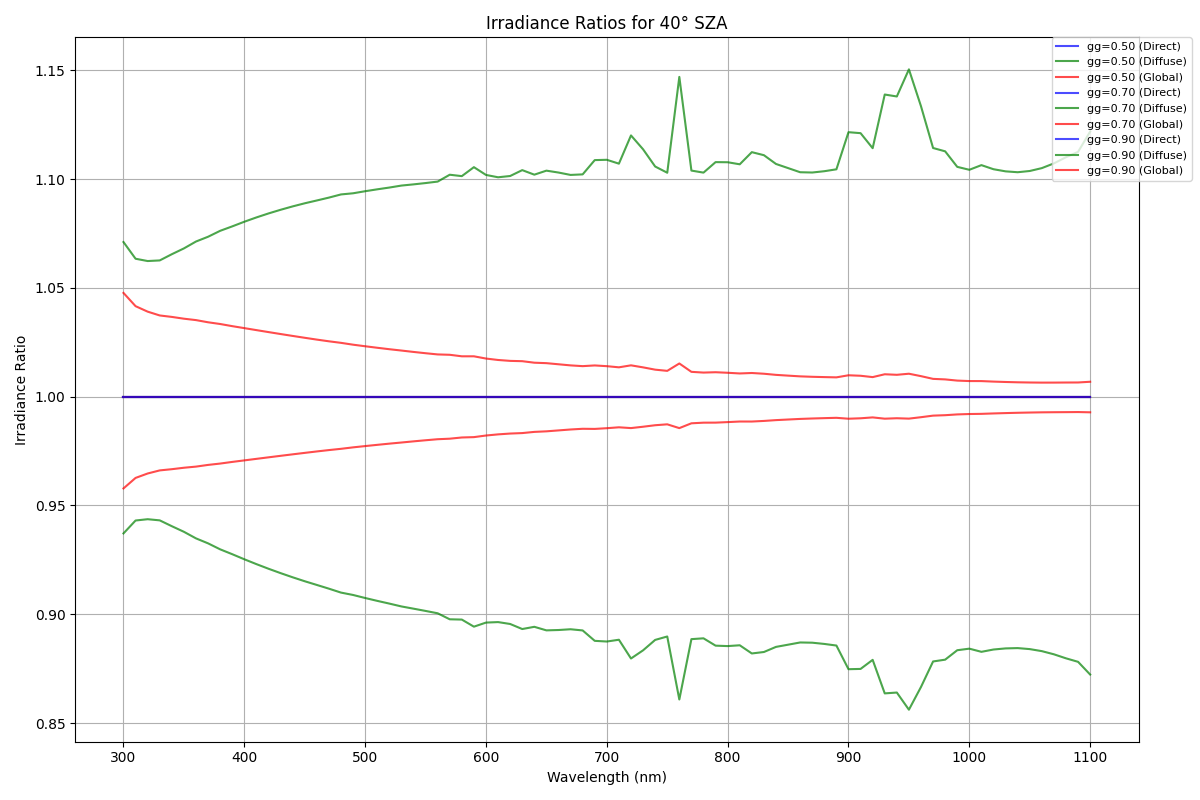 Irradiance Ratios for 40° SZA
gg=0.50 (Direct)
gg=0.50 (Diffuse)
gg=0.50 (Global)
gg=0.70 (Direct)
gg=0.70 (Diffuse)
gg=0.70 (Global)
gg=0.90 (Direct)
gg=0.90 (Diffuse)
gg=0.90 (Global)
Irradiance Ratio
1.15
1.10
1.05
1.00
0.95
0.90
0.85
300 400 500 600 700 800 900 1000 1100
Wavelength (nm)